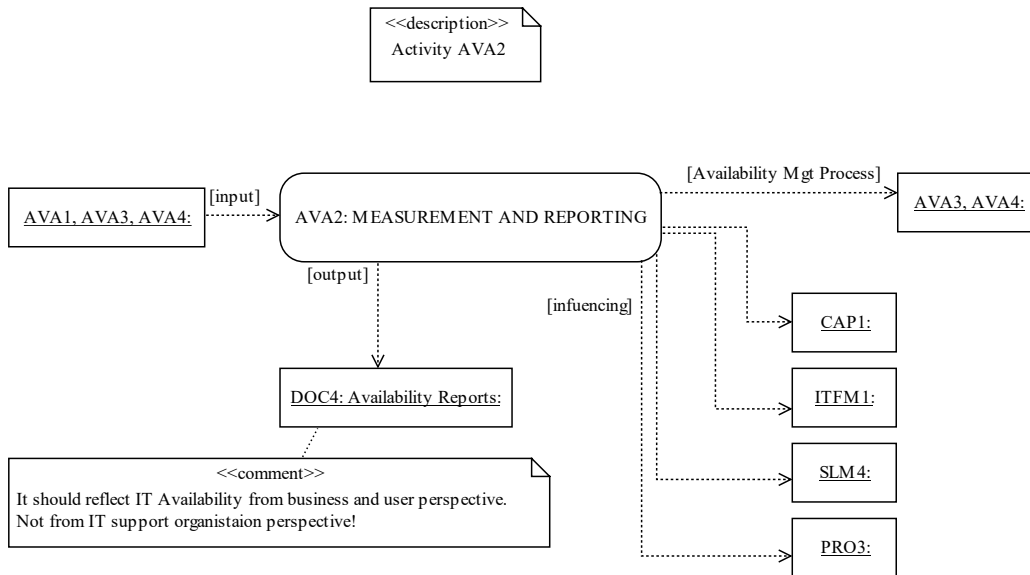 <<description>>
Activity AVA2
[Availability Mgt Process]
[input]
AVA1, AVA3, AVA4:
AVA2: MEASUREMENT AND REPORTING
AVA3, AVA4:
[output]
[infuencing]
CAP1:
DOC4: Availability Reports:
ITFM1:
<<comment>>
It should reflect IT Availability from business and user perspective.
Not from IT support organistaion perspective!
SLM4:
PRO3: